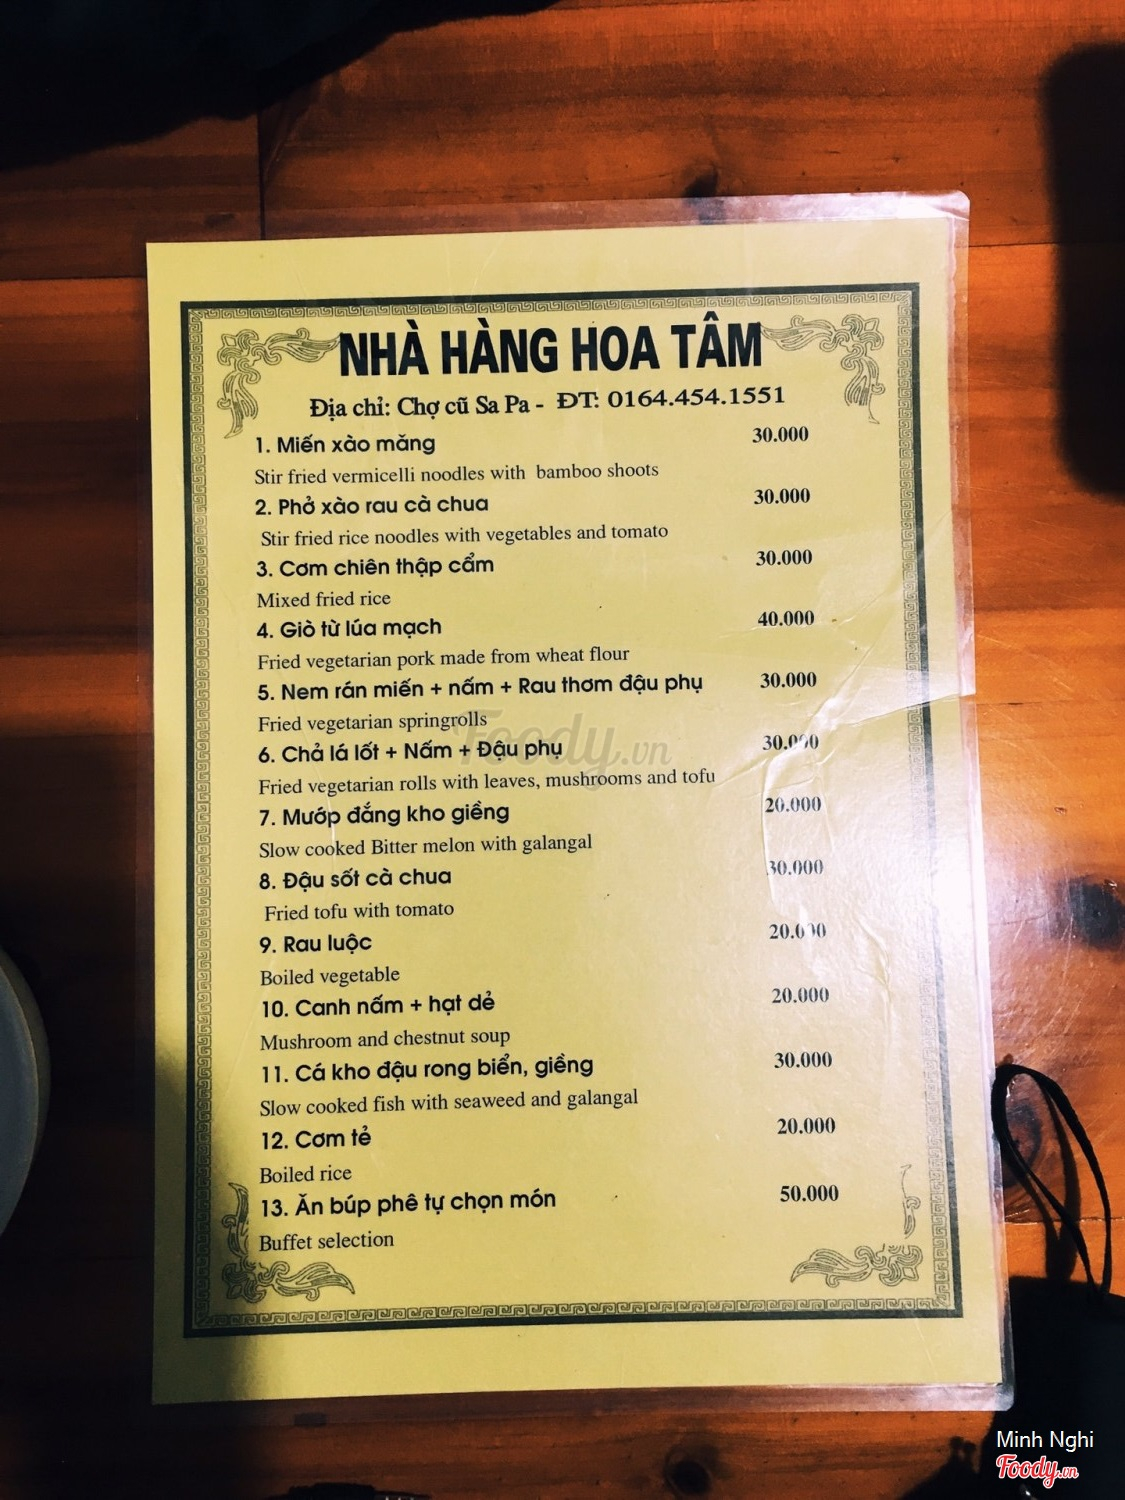 NHÀ HÀNG HOA TÂM
Địa chỉ: Chợ cũ Sa Pa - ĐT: 0164.454.1551
1. Miến xào măng 30.000
Stir fried vermicelli noodles with bamboo shoots
2. Phở xào rau cà chua 30.000
Stir fried rice noodles with vegetables and tomato
3. Cơm chiên thập cẩm 30.000
Mixed fried rice
4. Giò từ lúa mạch 40.000
Fried vegetarian pork made from wheat flour
5. Nem rán miến + nấm + Rau thơm đậu phụ 30.000
Fried vegetarian springrolls
6. Chả lá lốt + Nấm + Đậu phụ 30.000
Fried vegetarian rolls with leaves, mushrooms and tofu
7. Mướp đắng kho giềng 20.000
Slow cooked Bitter melon with galangal
8. Đậu sốt cà chua 30.000
Fried tofu with tomato
9. Rau luộc 20.000
Boiled vegetable
10. Canh nấm + hạt dẻ 20.000
Mushroom and chestnut soup
11. Cá kho đậu rong biển, giềng 30.000
Slow cooked fish with seaweed and galangal
12. Cơm tẻ 20.000
Boiled rice
13. Ăn búp phê tự chọn món 50.000
Buffet selection
Foody.vn
Minh Nghi
Foody.vn